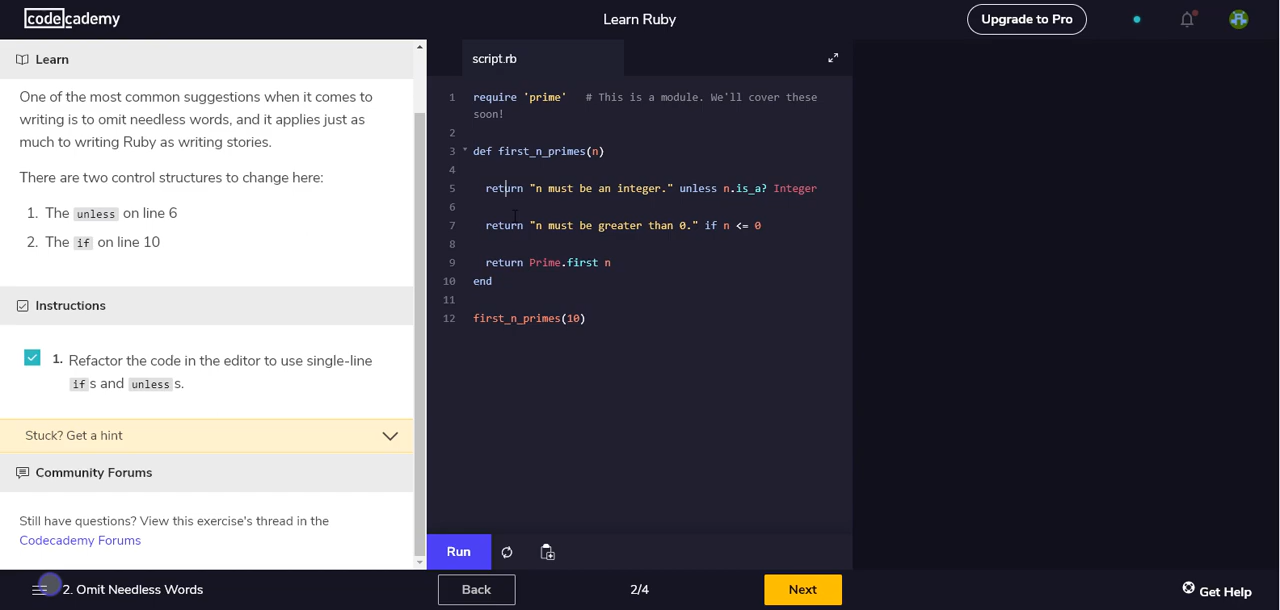 codecademy
Learn Ruby
Upgrade to Pro
Learn
One of the most common suggestions when it comes to
writing is to omit needless words, and it applies just as
much to writing Ruby as writing stories.
There are two control structures to change here:
1. The unless on line 6
2. The if on line 10
Instructions
1. Refactor the code in the editor to use single-line
ifs and unlesss.
Stuck? Get a hint
Community Forums
Still have questions? View this exercise's thread in the
Codecademy Forums
script.rb
1 require 'prime' # This is a module. We'll cover these
soon!
2
3 def first_n_primes(n)
4
5 return "n must be an integer." unless n.is_a? Integer
6
7 return "n must be greater than 0." if n <= 0
8
9 return Prime.first n
10 end
11
12 first_n_primes(10)
Run
2. Omit Needless Words
Back
2/4
Next
Get Help